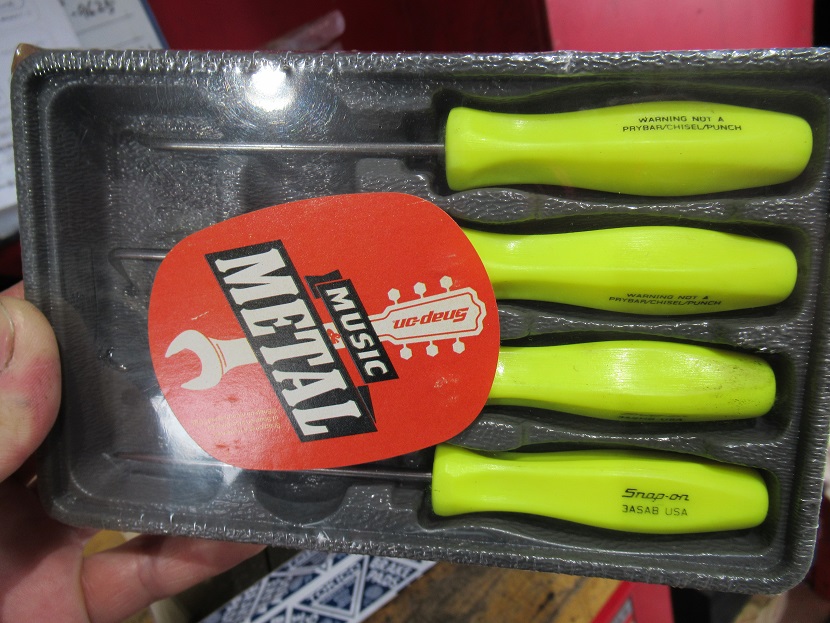 WARNING NOT A
PRYBAR/CHISEL/PUNCH
WARNING NOT A
PRYBAR/CHISEL/PUNCH
METAL
MUSIC
Snap-on
Snap-on
3ASAB USA